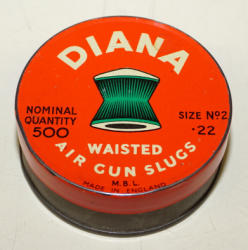 DIANA
NOMINAL
QUANTITY
500
SIZE Nº2
·22
WAISTED
AIR GUN SLUGS
M.B.L.
MADE IN ENGLAND